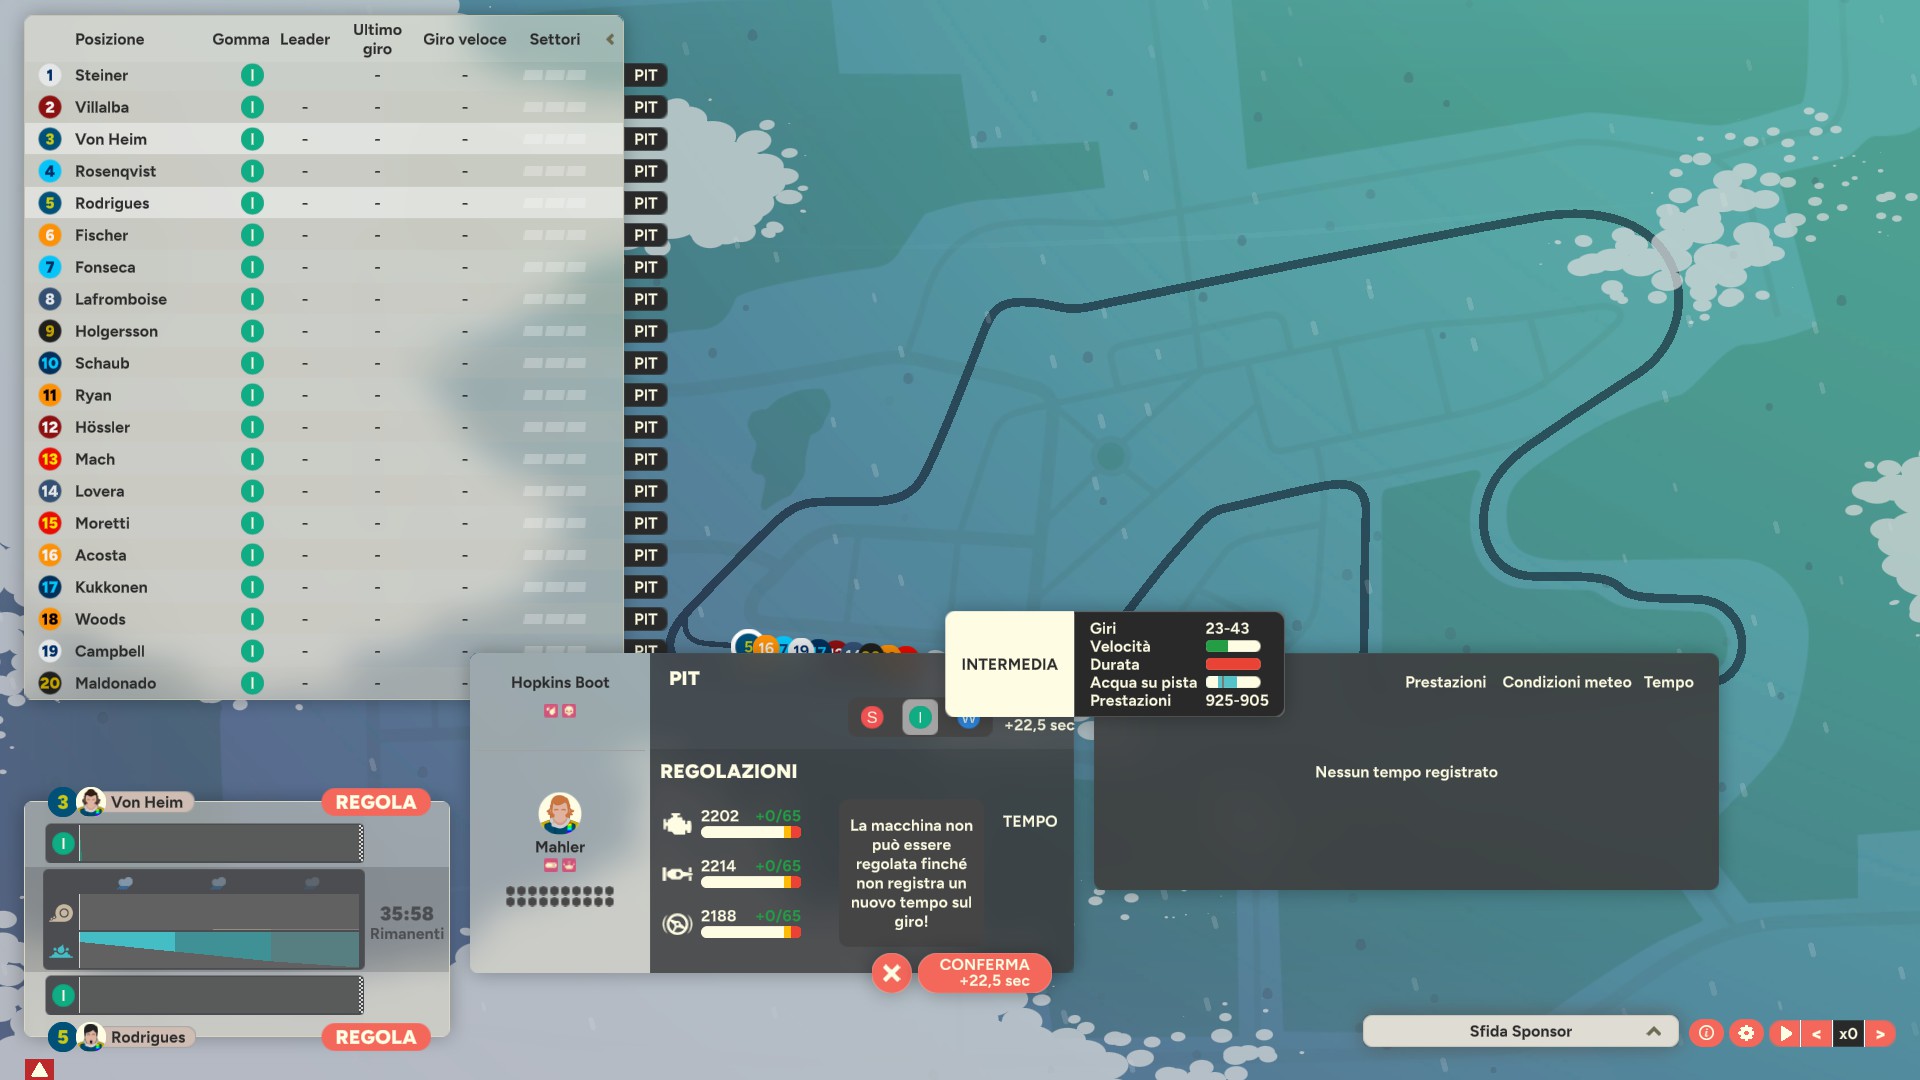 Posizione Gomma Leader Ultimo giro Giro veloce Settori
1 Steiner I - - PIT
2 Villalba I - - - PIT
3 Von Heim I - - - PIT
4 Rosenqvist I - - - PIT
5 Rodrigues I - - - PIT
6 Fischer I - - - PIT
7 Fonseca I - - - PIT
8 Lafromboise I - - - PIT
9 Holgersson I - - - PIT
10 Schaub I - - - PIT
11 Ryan I - - - PIT
12 Hössler I - - - PIT
13 Mach I - - - PIT
14 Lovera I - - - PIT
15 Moretti I - - - PIT
16 Acosta I - - - PIT
17 Kukkonen I - - - PIT
18 Woods I - - - PIT
19 Campbell I - - - PIT
20 Maldonado I - - -
5 16 7 19 17
INTERMEDIA
Giri 23-43
Velocità
Durata
Acqua su pista
Prestazioni 925-905
Hopkins Boot
Mahler
PIT
S I W +22,5 sec
REGOLAZIONI
2202 +0/65
2214 +0/65
2188 +0/65
La macchina non
può essere
regolata finché
non registra un
nuovo tempo sul
giro!
TEMPO
CONFERMA
+22,5 sec
Prestazioni Condizioni meteo Tempo
Nessun tempo registrato
3 Von Heim REGOLA
I
35:58
Rimanenti
I
5 Rodrigues REGOLA
Sfida Sponsor
x0